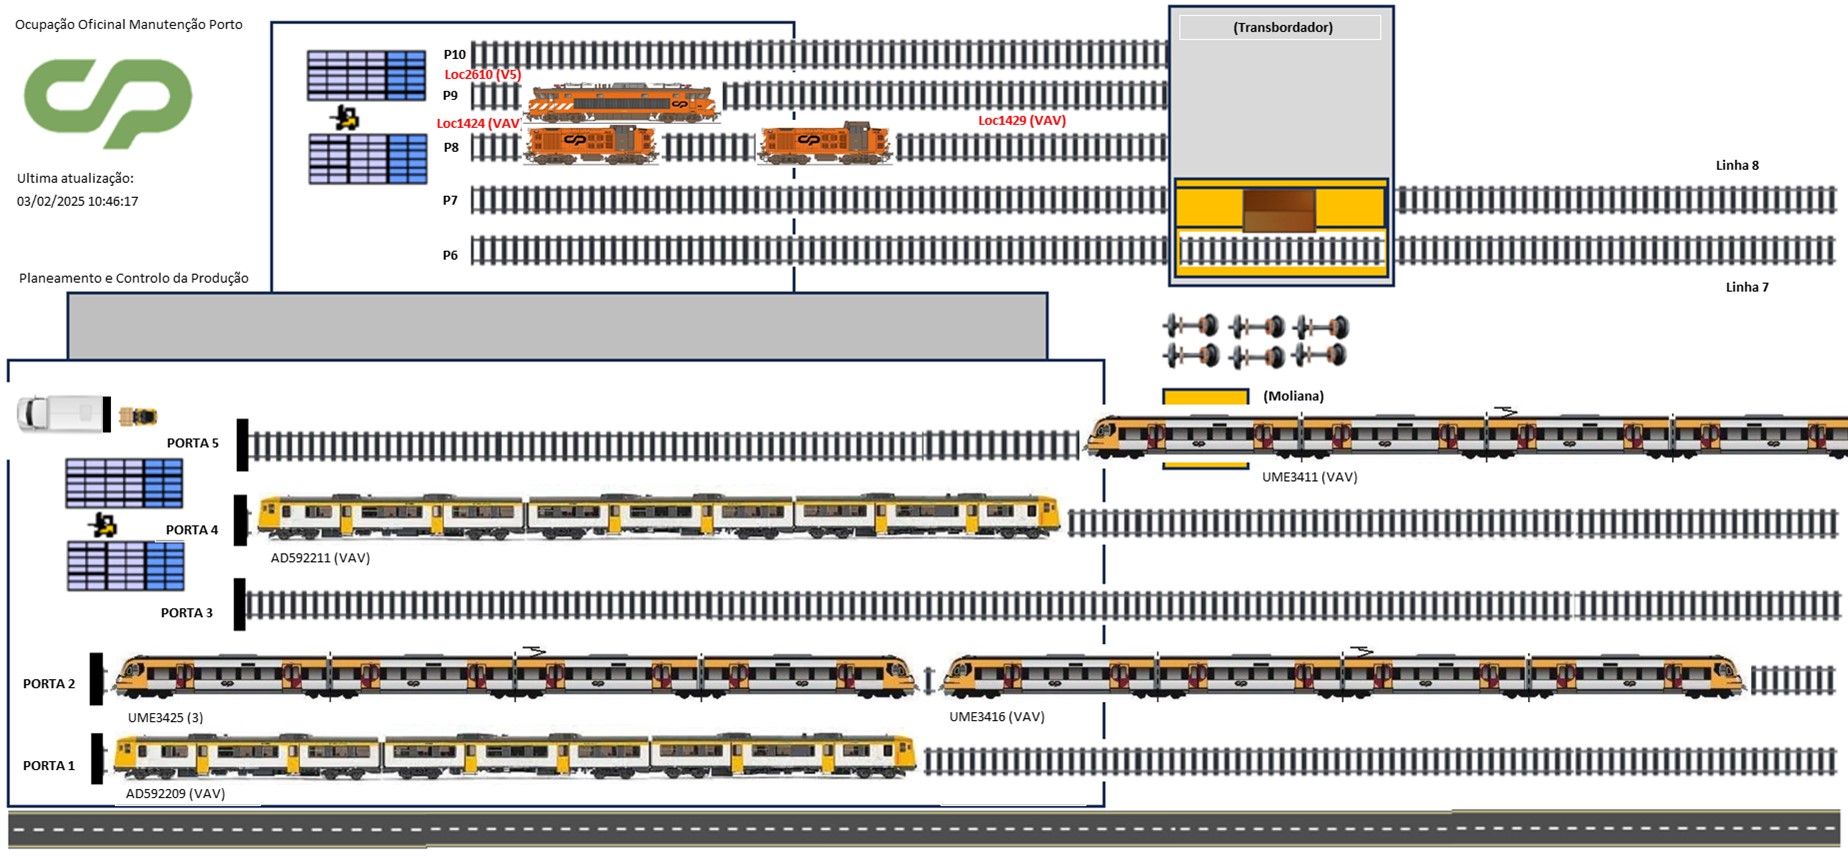 Ocupação Oficinal Manutenção Porto
CP
Ultima atualização:
03/02/2025 10:46:17
Planeamento e Controlo da Produção
(Transbordador)
P10
Loc2610 (V5)
P9
Loc1424 (VAV)
Loc1429 (VAV)
P8
P7
P6
Linha 8
Linha 7
(Moliana)
PORTA 5
UME3411 (VAV)
PORTA 4
AD592211 (VAV)
PORTA 3
PORTA 2
UME3425 (3)
UME3416 (VAV)
PORTA 1
AD592209 (VAV)